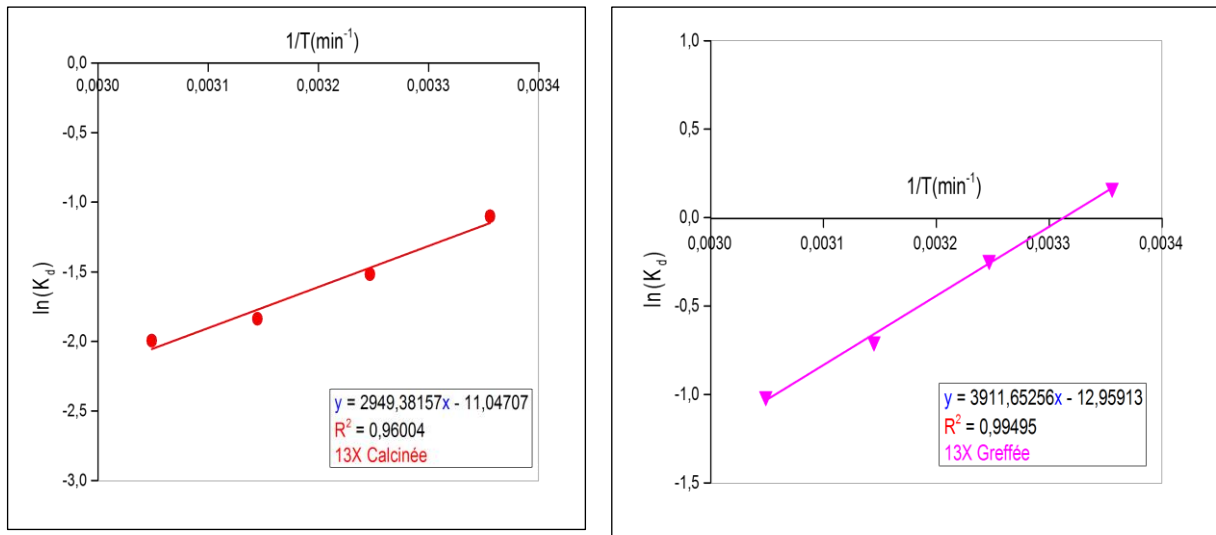 1/T(min⁻¹)
0,0
0,0030 0,0031 0,0032 0,0033 0,0034
-0,5
-1,0
-1,5
-2,0
-2,5
-3,0
ln (K_d)
y = 2949,38157x - 11,04707
R² = 0,96004
13X Calcinée
1,0
0,5
1/T(min⁻¹)
0,0
0,0030 0,0031 0,0032 0,0033 0,0034
-0,5
-1,0
-1,5
ln (K_d)
y = 3911,65256x - 12,95913
R² = 0,99495
13X Greffée